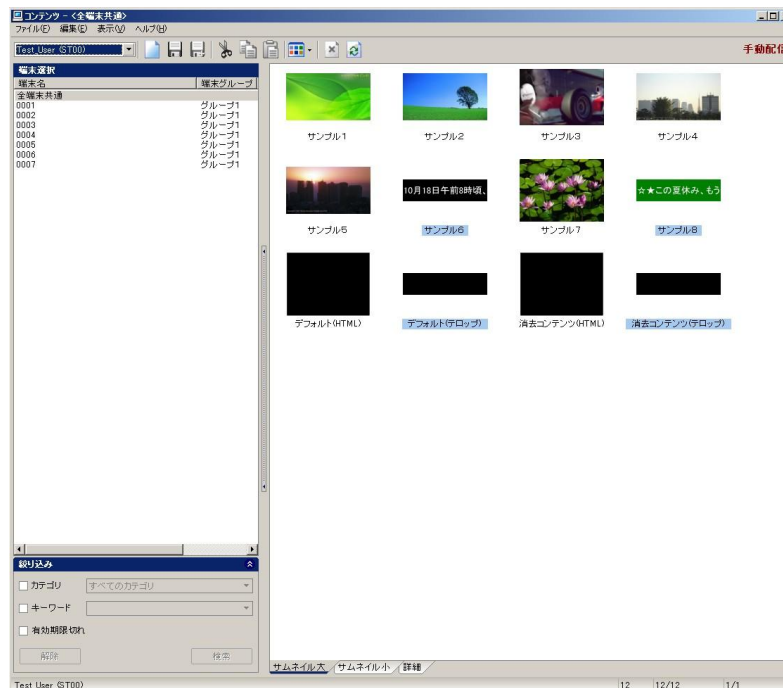 コンテンツ - <全端末共通>
ファイル(F) 編集(E) 表示(V) ヘルプ(H)
Test_User (ST00)
手動配信
端末選択
端末名 端末グループ
全端末共通
0001 グループ1
0002 グループ1
0003 グループ1
0004 グループ1
0005 グループ1
0006 グループ1
0007 グループ1
サンプル1 サンプル2 サンプル3 サンプル4
10月18日午前8時頃、
☆★この夏休み、もう
サンプル5 サンプル6 サンプル7 サンプル8
デフォルト(HTML) デフォルト(テロップ) 消去コンテンツ(HTML) 消去コンテンツ(テロップ)
絞り込み
カテゴリ すべてのカテゴリ
キーワード
有効期限切れ
解除 検索
サムネイル大 サムネイル小 詳細
Test_User (ST00) 12 12/12 1/1